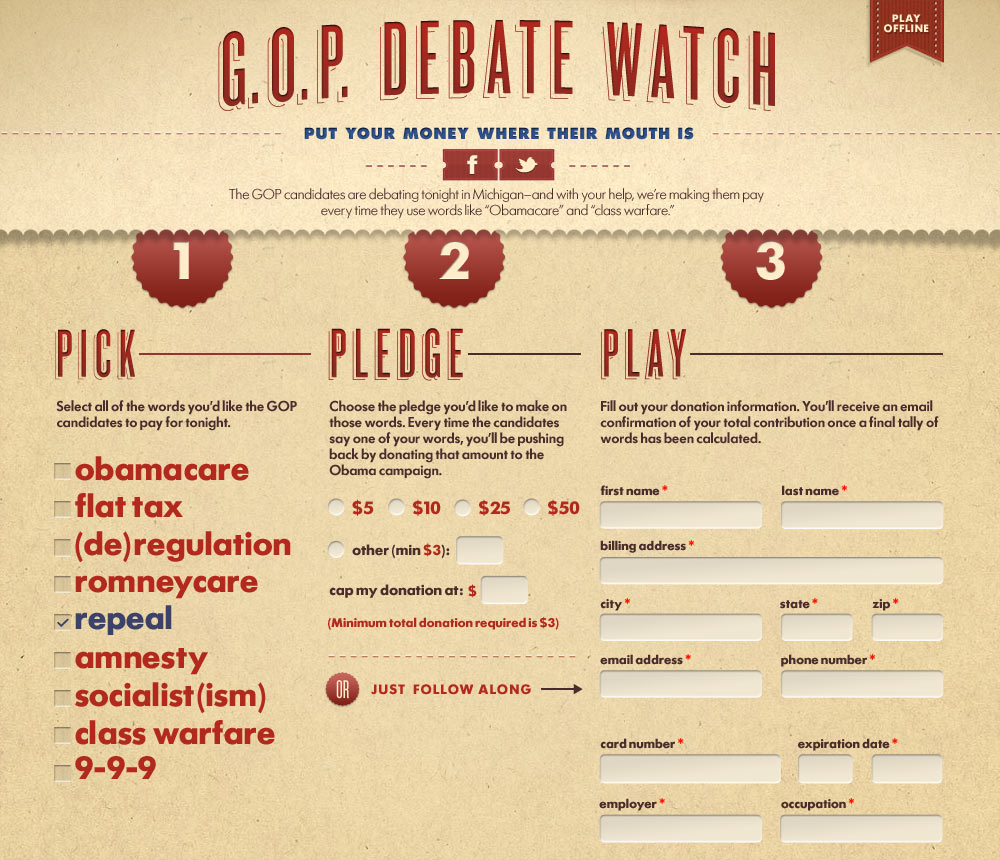 PLAY
OFFLINE
G.O.P. DEBATE WATCH
PUT YOUR MONEY WHERE THEIR MOUTH IS
f
The GOP candidates are debating tonight in Michigan–and with your help, we're making them pay
every time they use words like "Obamacare" and "class warfare."
1
2
3
PICK
Select all of the words you'd like the GOP
candidates to pay for tonight.
obamacare
flat tax
(de)regulation
romneycare
repeal
amnesty
socialist(ism)
class warfare
9-9-9
PLEDGE
Choose the pledge you'd like to make on
those words. Every time the candidates
say one of your words, you'll be pushing
back by donating that amount to the
Obama campaign.
$5 $10 $25 $50
other (min $3):
cap my donation at: $
(Minimum total donation required is $3)
OR JUST FOLLOW ALONG
PLAY
Fill out your donation information. You'll receive an email
confirmation of your total contribution once a final tally of
words has been calculated.
first name * last name *
billing address *
city * state * zip *
email address * phone number *
card number * expiration date *
employer * occupation *